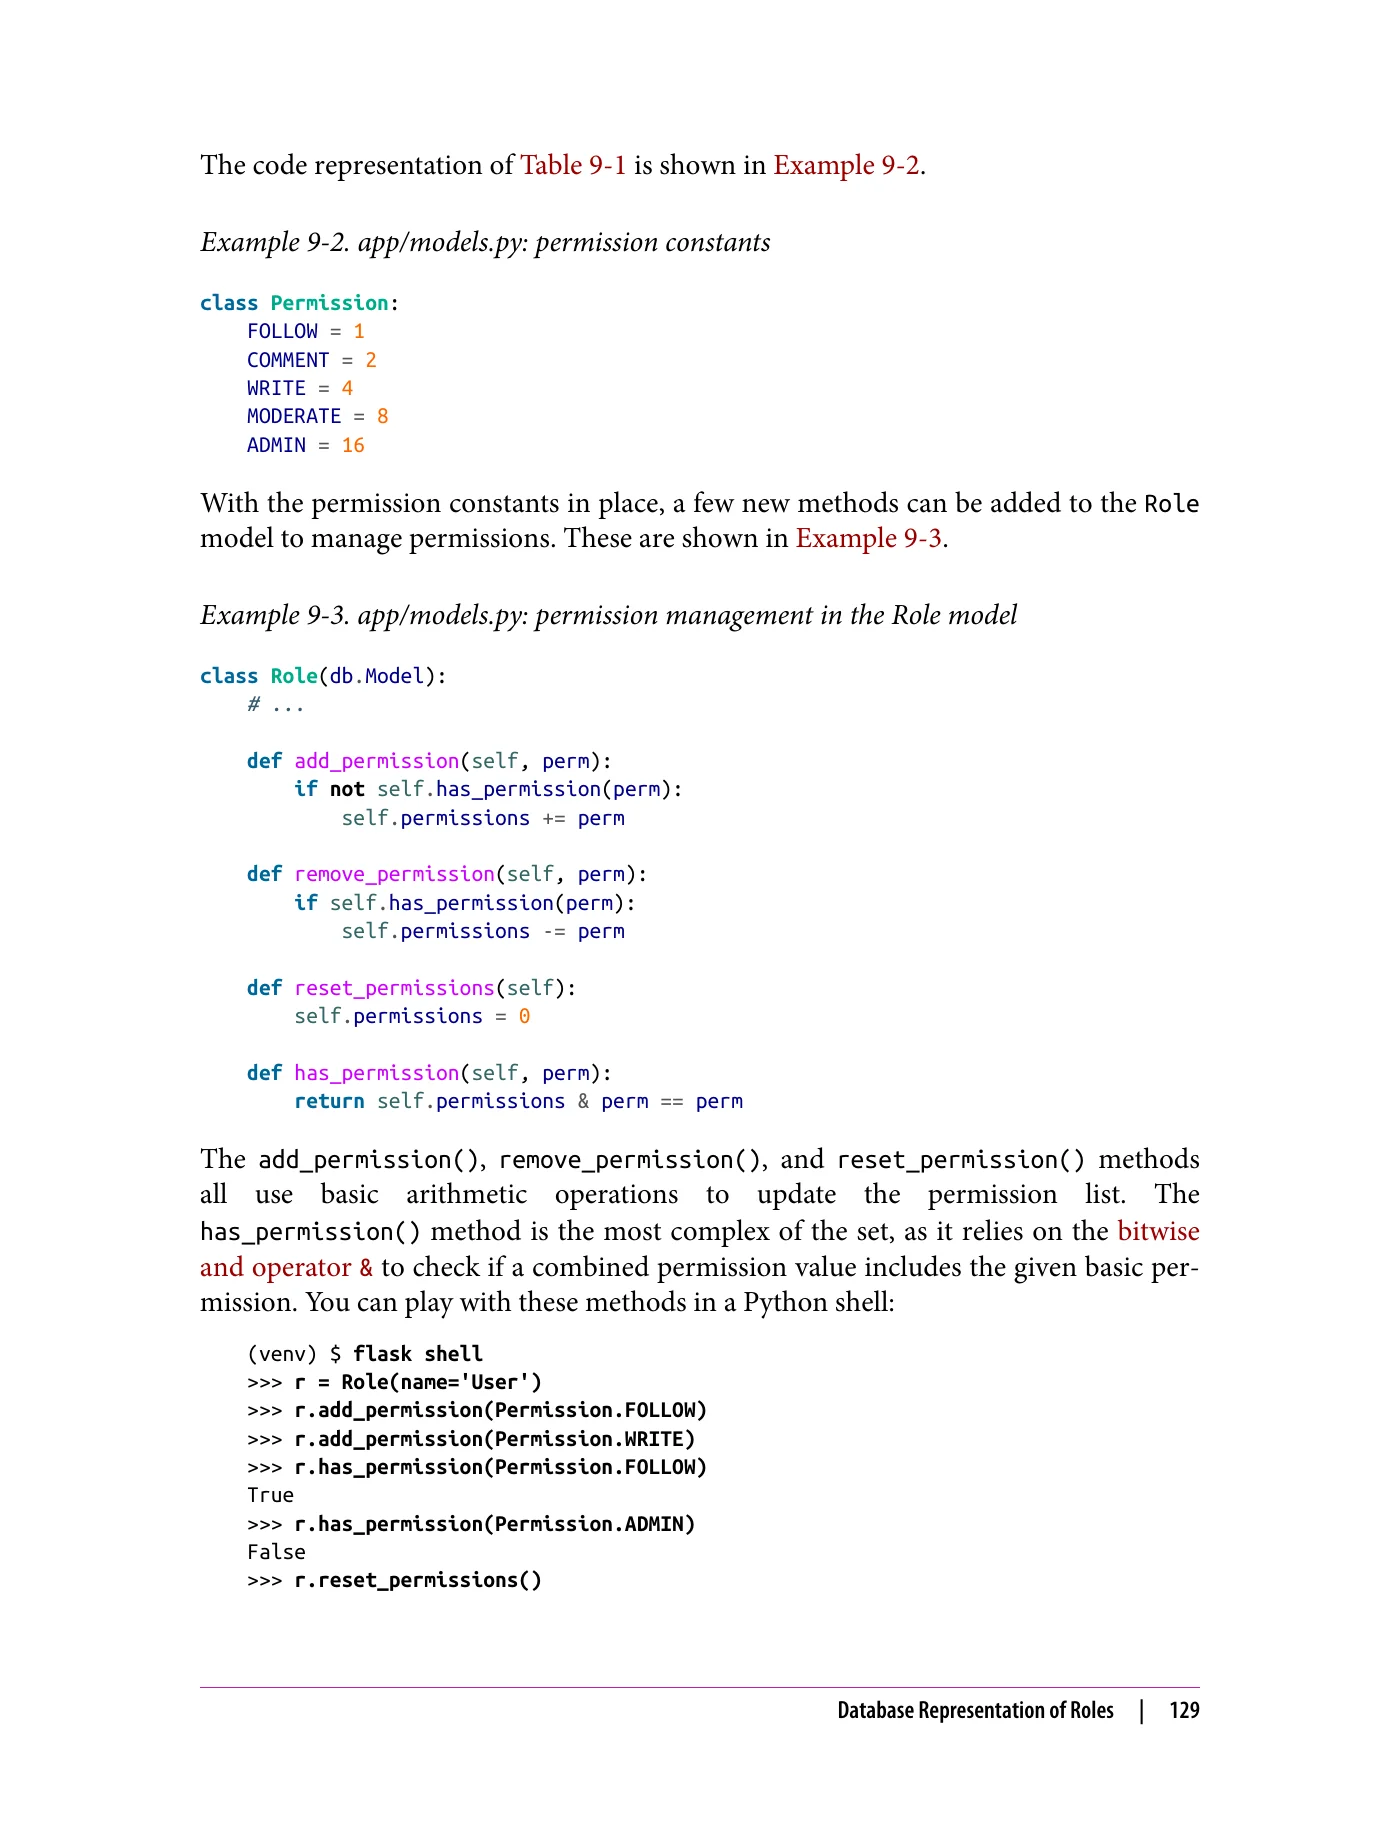 The code representation of Table 9-1 is shown in Example 9-2.
Example 9-2. app/models.py: permission constants
class Permission:
    FOLLOW = 1
    COMMENT = 2
    WRITE = 4
    MODERATE = 8
    ADMIN = 16
With the permission constants in place, a few new methods can be added to the Role
model to manage permissions. These are shown in Example 9-3.
Example 9-3. app/models.py: permission management in the Role model
class Role(db.Model):
    # ...
    def add_permission(self, perm):
        if not self.has_permission(perm):
            self.permissions += perm
    def remove_permission(self, perm):
        if self.has_permission(perm):
            self.permissions -= perm
    def reset_permissions(self):
        self.permissions = 0
    def has_permission(self, perm):
        return self.permissions & perm == perm
The add_permission(), remove_permission(), and reset_permission() methods
all use basic arithmetic operations to update the permission list. The
has_permission() method is the most complex of the set, as it relies on the bitwise
and operator & to check if a combined permission value includes the given basic per-
mission. You can play with these methods in a Python shell:
(venv) $ flask shell
>>> r = Role(name='User')
>>> r.add_permission(Permission.FOLLOW)
>>> r.add_permission(Permission.WRITE)
>>> r.has_permission(Permission.FOLLOW)
True
>>> r.has_permission(Permission.ADMIN)
False
>>> r.reset_permissions()
Database Representation of Roles | 129